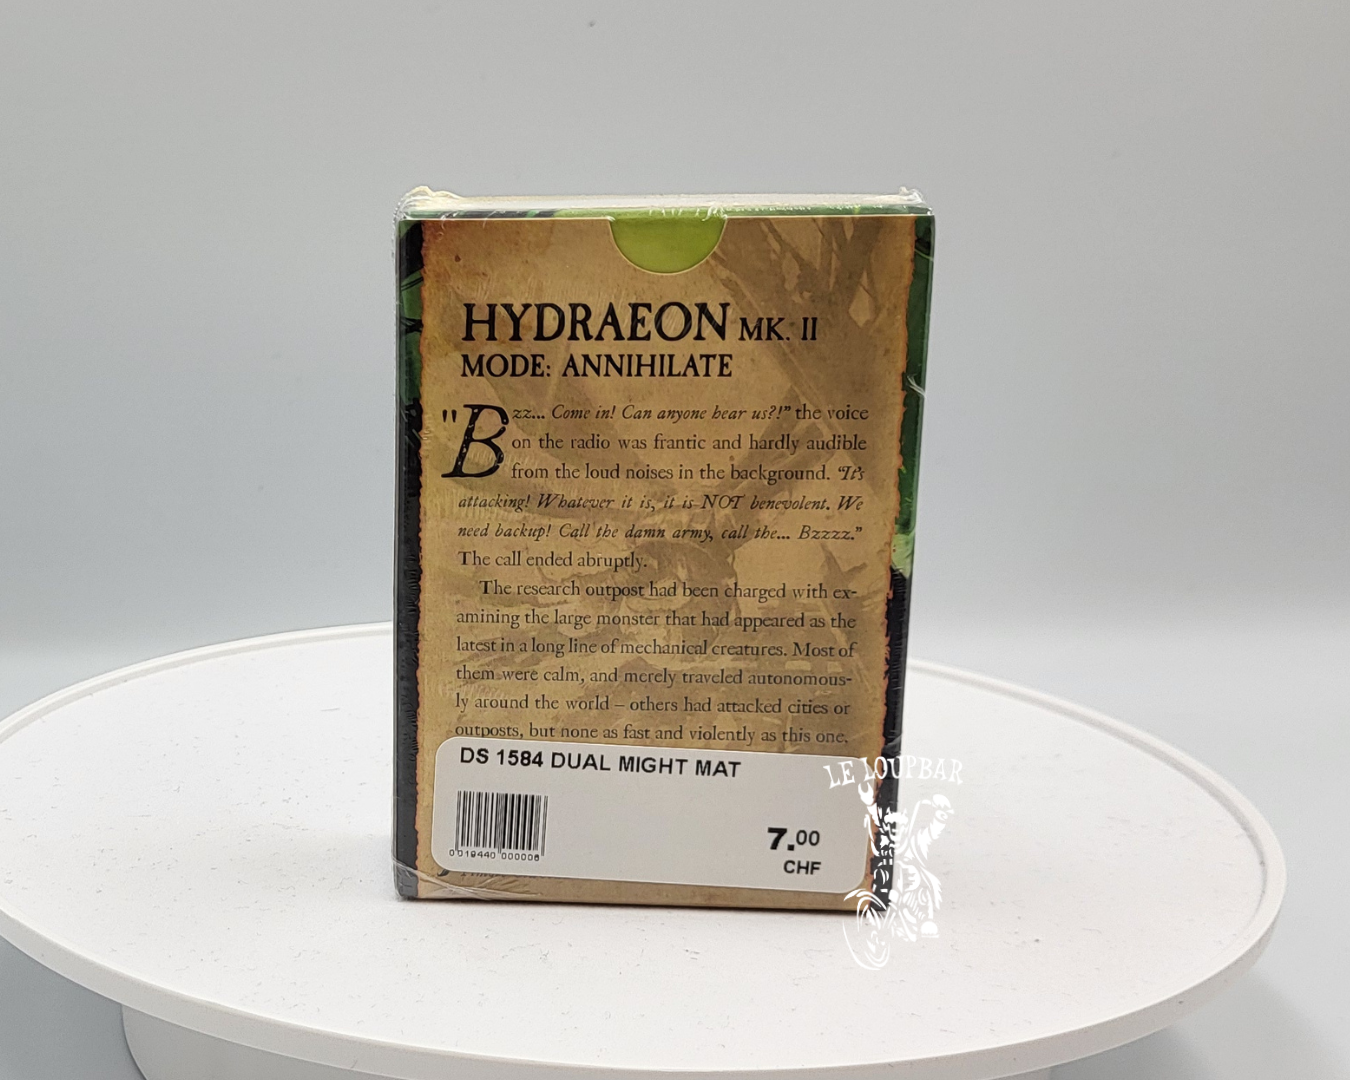 HYDRAEON MK. II
MODE: ANNIHILATE
"Bzz... Come in! Can anyone hear us?!" the voice
on the radio was frantic and hardly audible
from the loud noises in the background. "It's
attacking! Whatever it is, it is NOT benevolent. We
need backup! Call the damn army, call the... Bzzzz."
The call ended abruptly.
The research outpost had been charged with ex-
amining the large monster that had appeared as the
latest in a long line of mechanical creatures. Most of
them were calm, and merely traveled autonomous-
ly around the world – others had attacked cities or
outposts, but none as fast and violently as this one.
DS 1584 DUAL MIGHT MAT
0 019440 000006
7.00
CHF
LE LOUPBAR